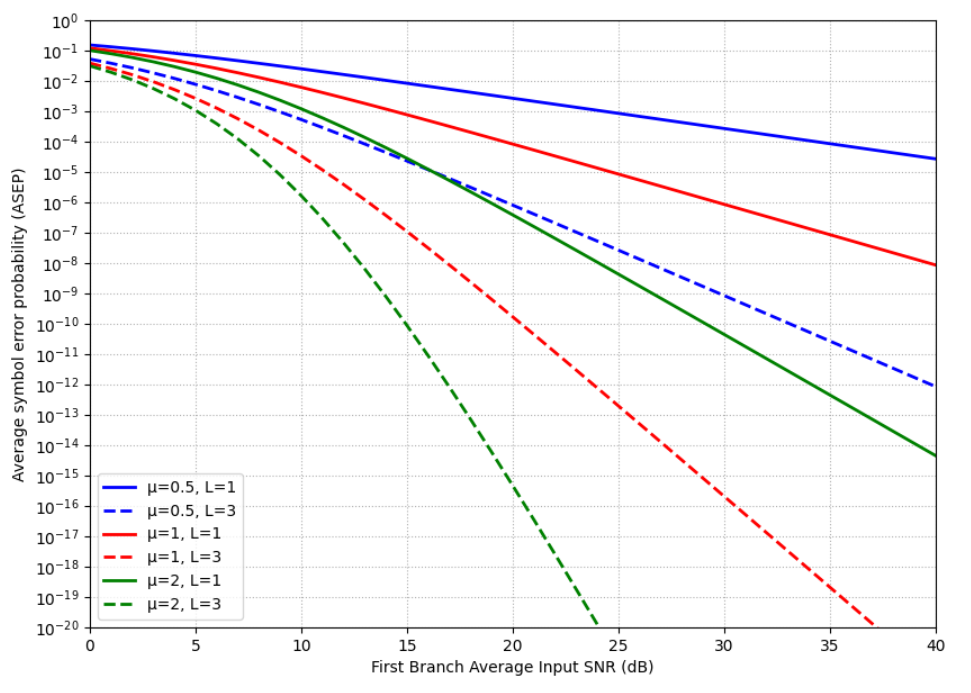 Average symbol error probability (ASEP)
10^0
10^-1
10^-2
10^-3
10^-4
10^-5
10^-6
10^-7
10^-8
10^-9
10^-10
10^-11
10^-12
10^-13
10^-14
10^-15
10^-16
10^-17
10^-18
10^-19
10^-20
μ=0.5, L=1
μ=0.5, L=3
μ=1, L=1
μ=1, L=3
μ=2, L=1
μ=2, L=3
0 5 10 15 20 25 30 35 40
First Branch Average Input SNR (dB)